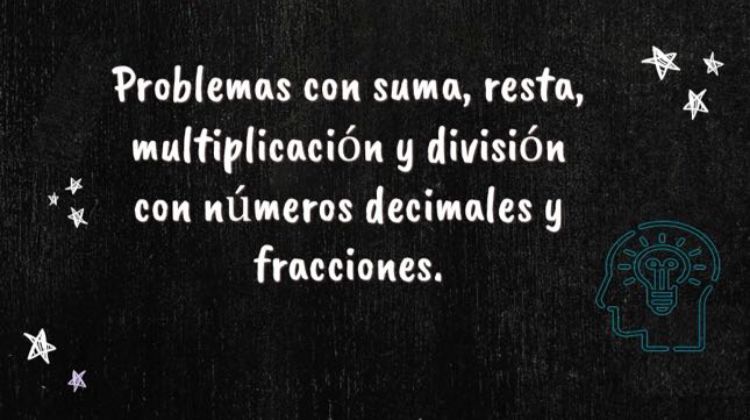 Problemas con suma, resta,
multiplicación y división
con números decimales y
fracciones.